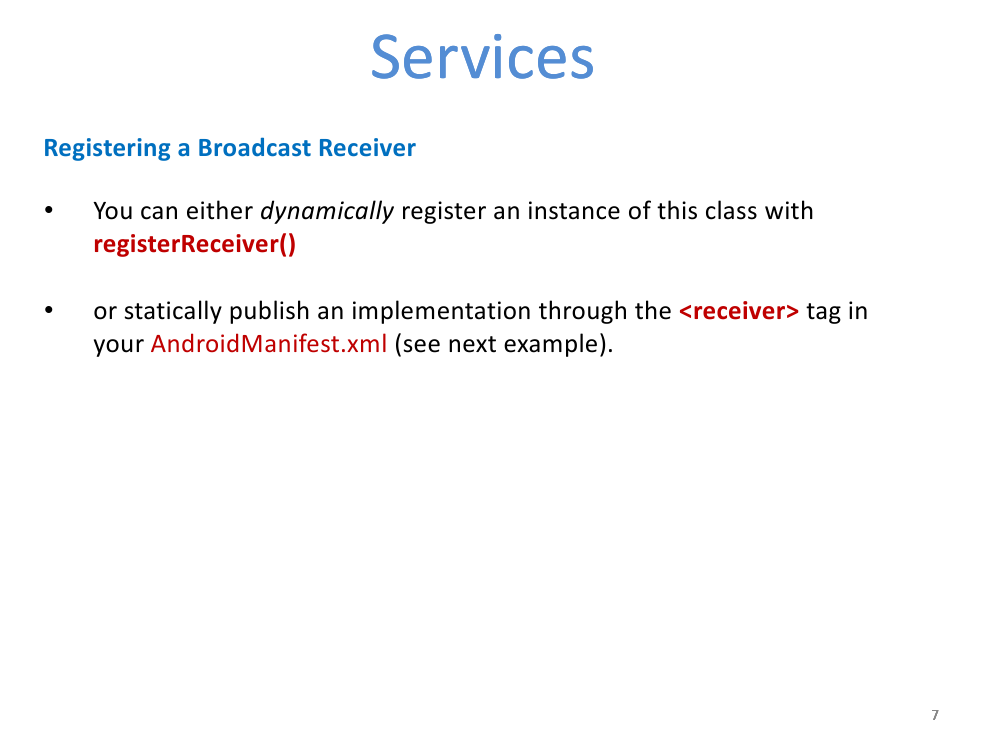 Services
Registering a Broadcast Receiver
• You can either dynamically register an instance of this class with
registerReceiver()
• or statically publish an implementation through the <receiver> tag in
your AndroidManifest.xml (see next example).
7